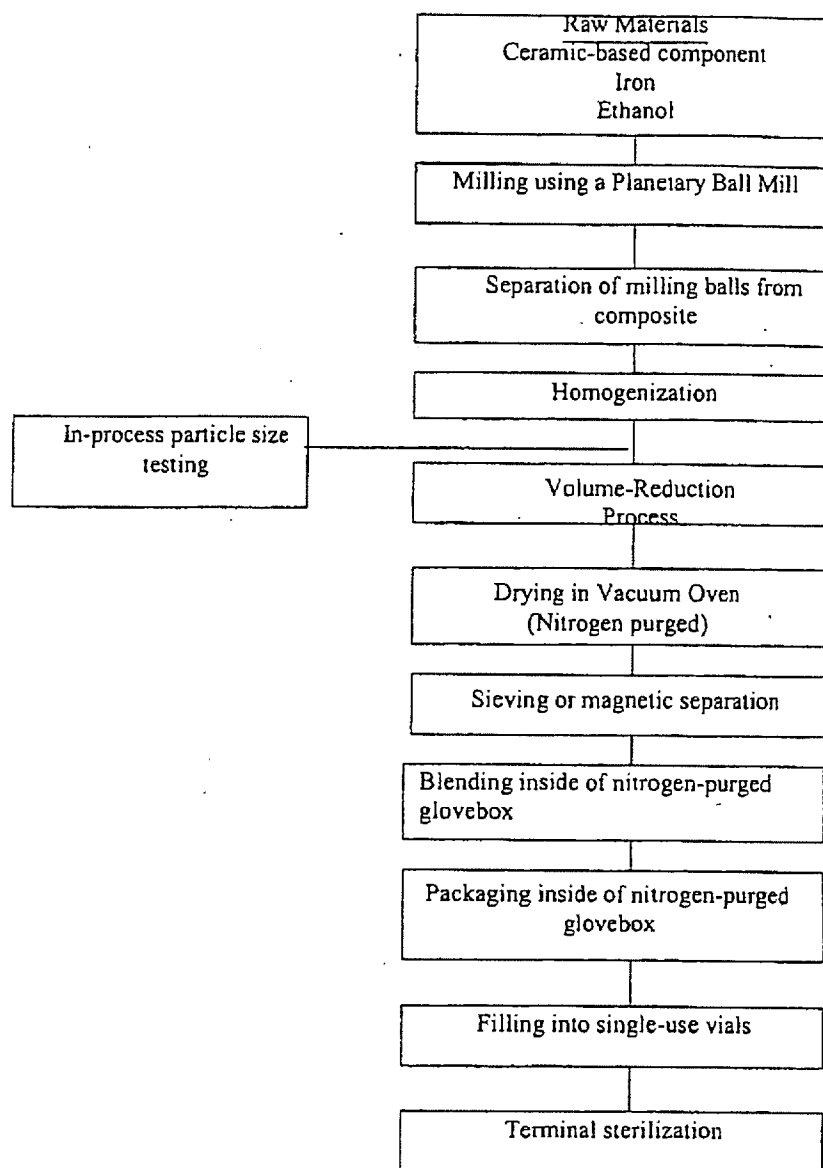 Raw Materials
Ceramic-based component
Iron
Ethanol
Milling using a Planetary Ball Mill
Separation of milling balls from
composite
Homogenization
In-process particle size
testing
Volume-Reduction
Process
Drying in Vacuum Oven
(Nitrogen purged)
Sieving or magnetic separation
Blending inside of nitrogen-purged
glovebox
Packaging inside of nitrogen-purged
glovebox
Filling into single-use vials
Terminal sterilization